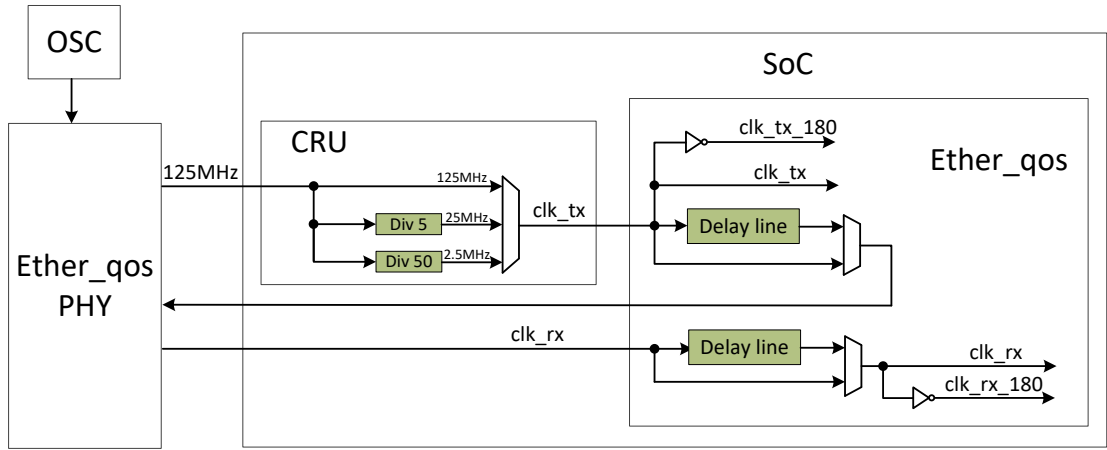 OSC
SoC
CRU
clk_tx_180
Ether_qos
125MHz
125MHz
clk_tx
clk_tx
Div 5
25MHz
Delay line
Div 50
2.5MHz
Ether_qos
PHY
clk_rx
Delay line
clk_rx
clk_rx_180